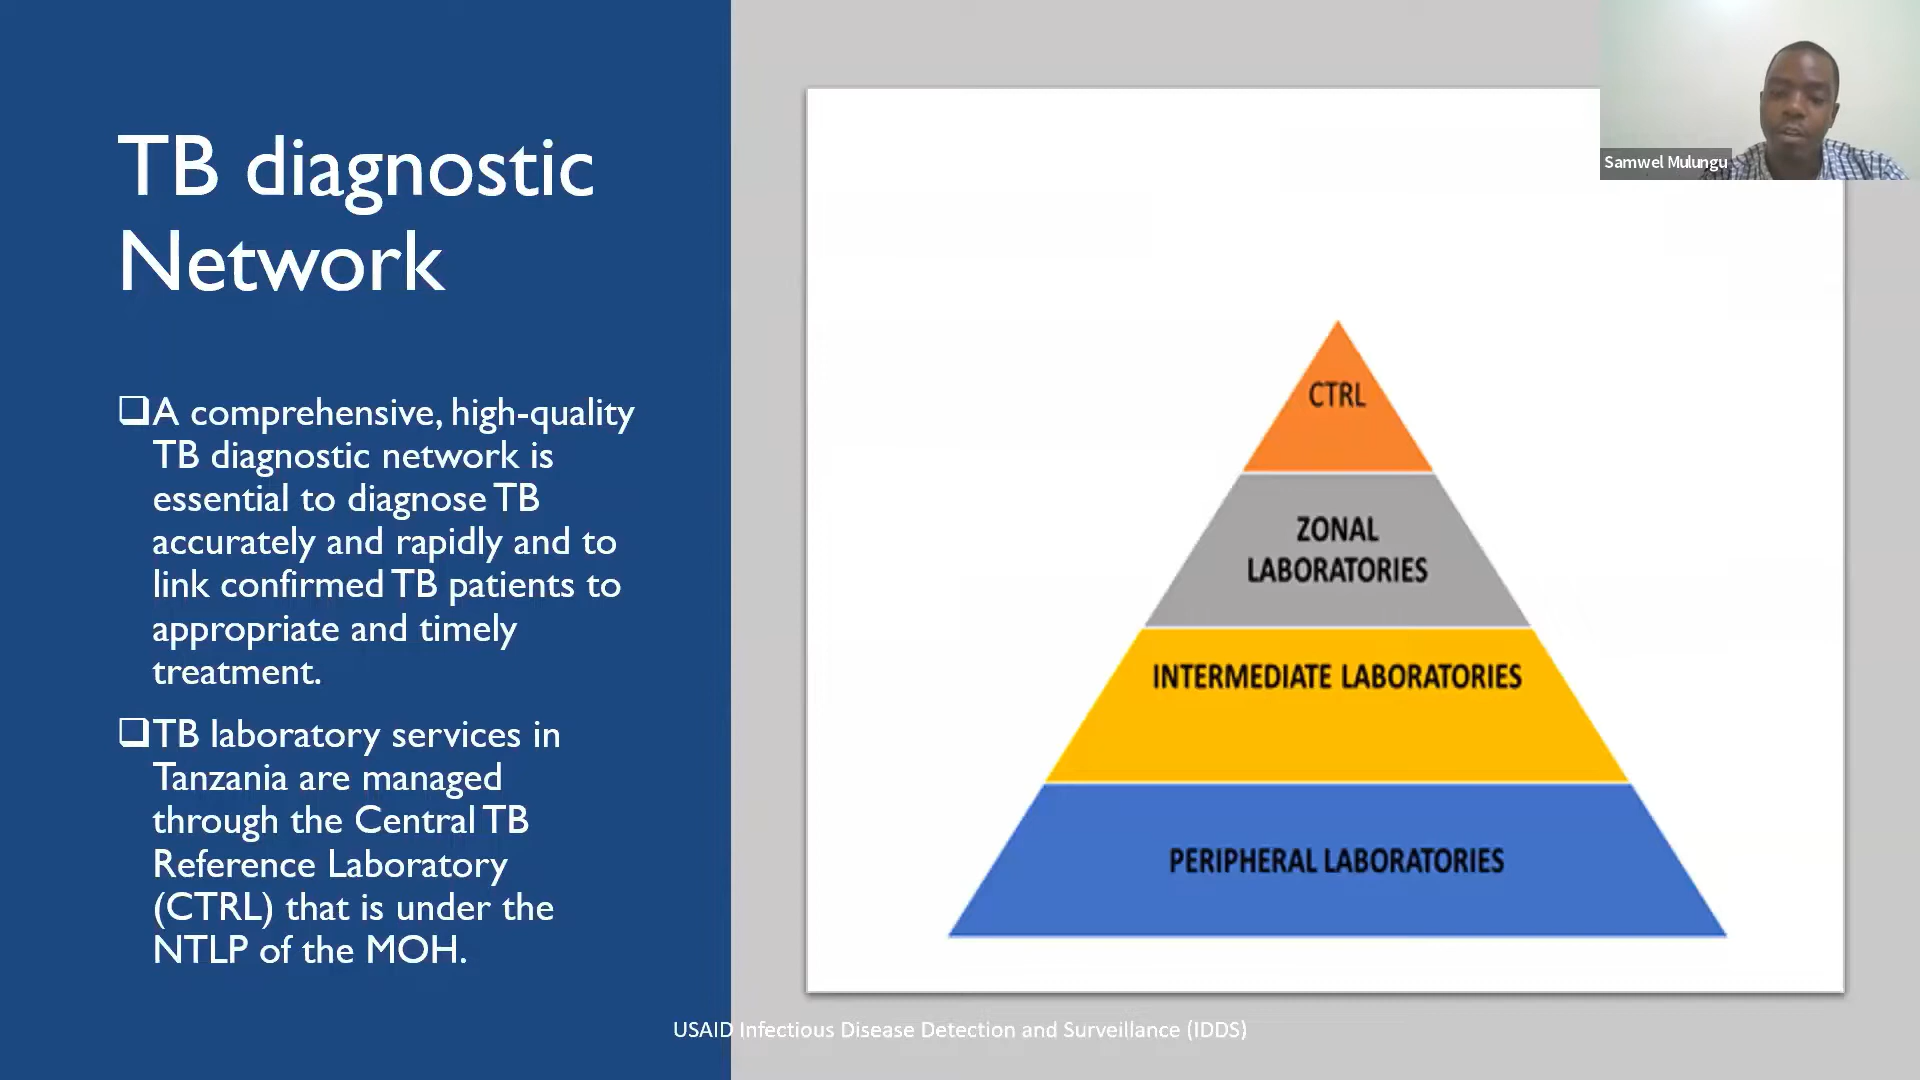 TB diagnostic
Network
❑A comprehensive, high-quality
TB diagnostic network is
essential to diagnose TB
accurately and rapidly and to
link confirmed TB patients to
appropriate and timely
treatment.
❑TB laboratory services in
Tanzania are managed
through the Central TB
Reference Laboratory
(CTRL) that is under the
NTLP of the MOH.
Samwel Mulungu
CTRL
ZONAL
LABORATORIES
INTERMEDIATE LABORATORIES
PERIPHERAL LABORATORIES
USAID Infectious Disease Detection and Surveillance (IDDS)